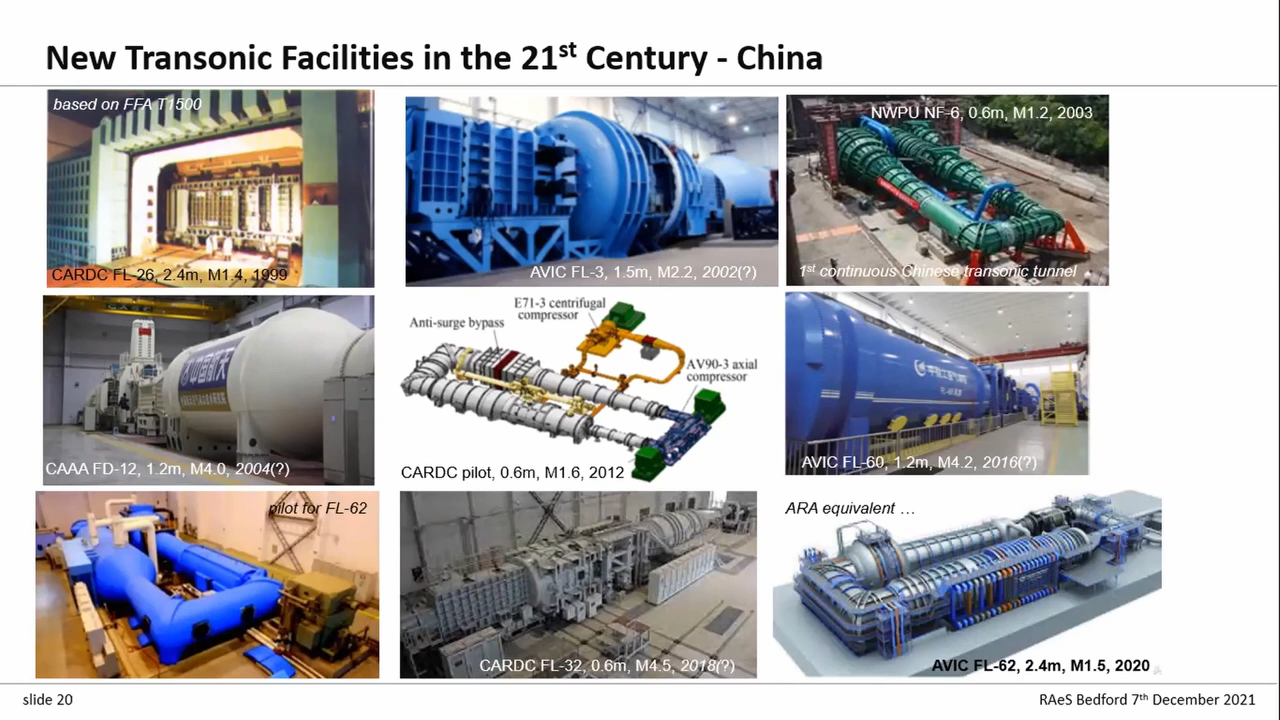 New Transonic Facilities in the 21st Century - China
based on FFA T1500
CARDC FL-26, 2.4m, M1.4, 1999
AVIC FL-3, 1.5m, M2.2, 2002(?)
NWPU NF-6, 0.6m, M1.2, 2003
1st continuous Chinese transonic tunnel
中国航天
CAAA FD-12, 1.2m, M4.0, 2004(?)
E71-3 centrifugal
compressor
Anti-surge bypass
AV90-3 axial
compressor
CARDC pilot, 0.6m, M1.6, 2012
AVIC FL-60, 1.2m, M4.2, 2016(?)
pilot for FL-62
CARDC FL-32, 0.6m, M4.5, 2018(?)
ARA equivalent …
AVIC FL-62, 2.4m, M1.5, 2020
slide 20
RAeS Bedford 7th December 2021